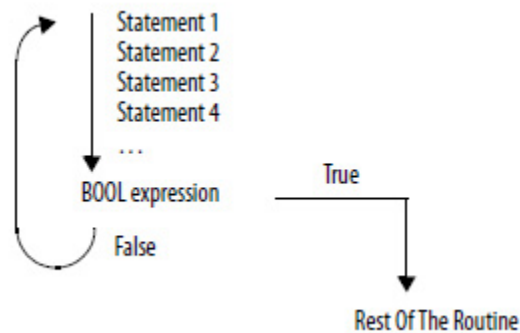 Statement 1
Statement 2
Statement 3
Statement 4
...
BOOL expression
True
False
Rest Of The Routine